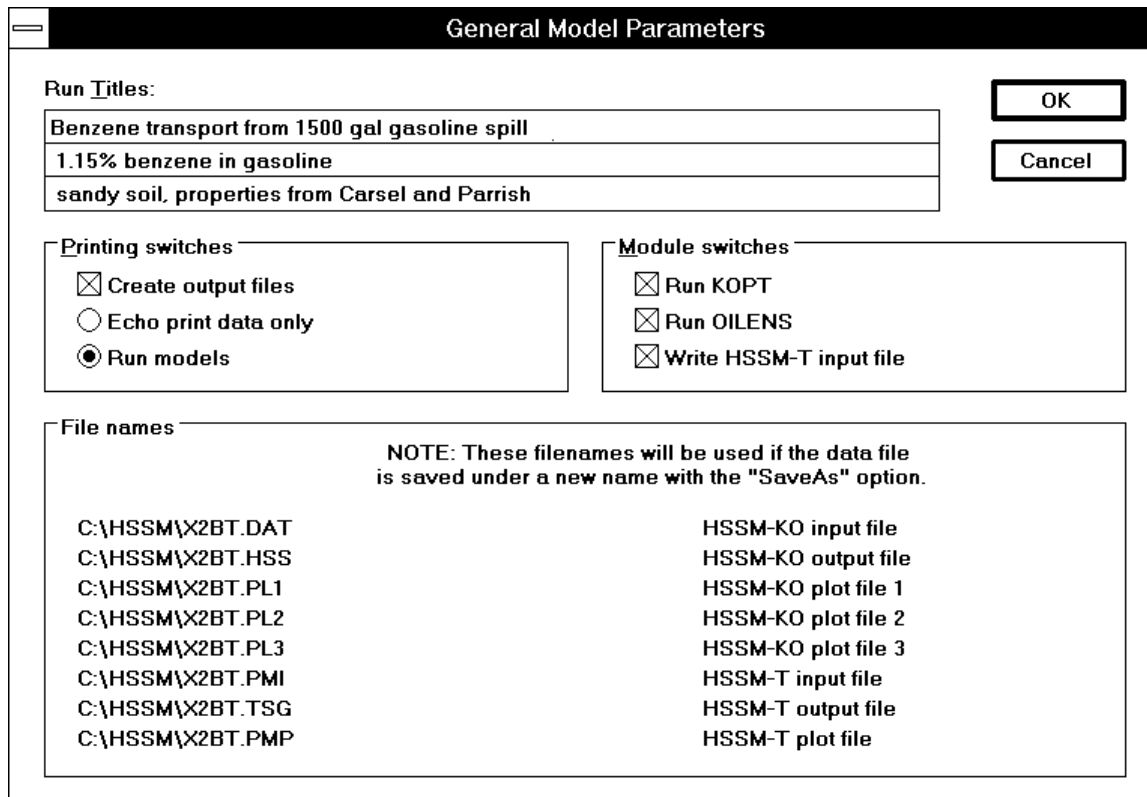 General Model Parameters
Run Titles:
OK
Benzene transport from 1500 gal gasoline spill
1.15% benzene in gasoline
Cancel
sandy soil, properties from Carsel and Parrish
Printing switches
Create output files
Echo print data only
Run models
Module switches
Run KOPT
Run OILENS
Write HSSM-T input file
File names
NOTE: These filenames will be used if the data file
is saved under a new name with the "SaveAs" option.
C:\HSSM\X2BT.DAT HSSM-KO input file
C:\HSSM\X2BT.HSS HSSM-KO output file
C:\HSSM\X2BT.PL1 HSSM-KO plot file 1
C:\HSSM\X2BT.PL2 HSSM-KO plot file 2
C:\HSSM\X2BT.PL3 HSSM-KO plot file 3
C:\HSSM\X2BT.PMI HSSM-T input file
C:\HSSM\X2BT.TSG HSSM-T output file
C:\HSSM\X2BT.PMP HSSM-T plot file